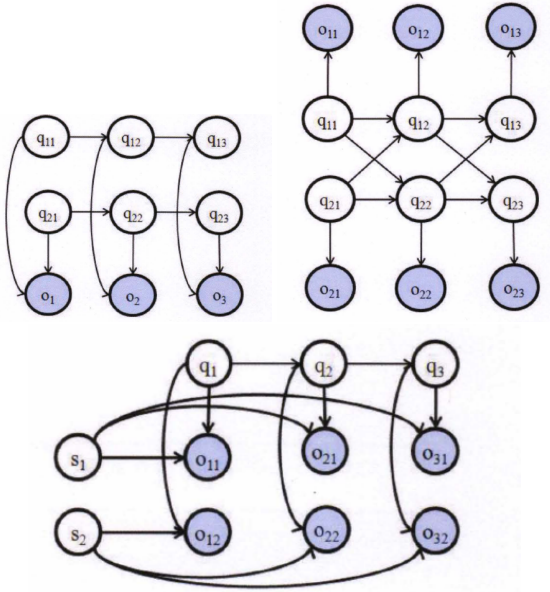 o11 o12 o13
q11 q12 q13
q21 q22 q23
o21 o22 o23
q11 q12 q13
q21 q22 q23
o1 o2 o3
q1 q2 q3
s1 o11 o21 o31
s2 o12 o22 o32